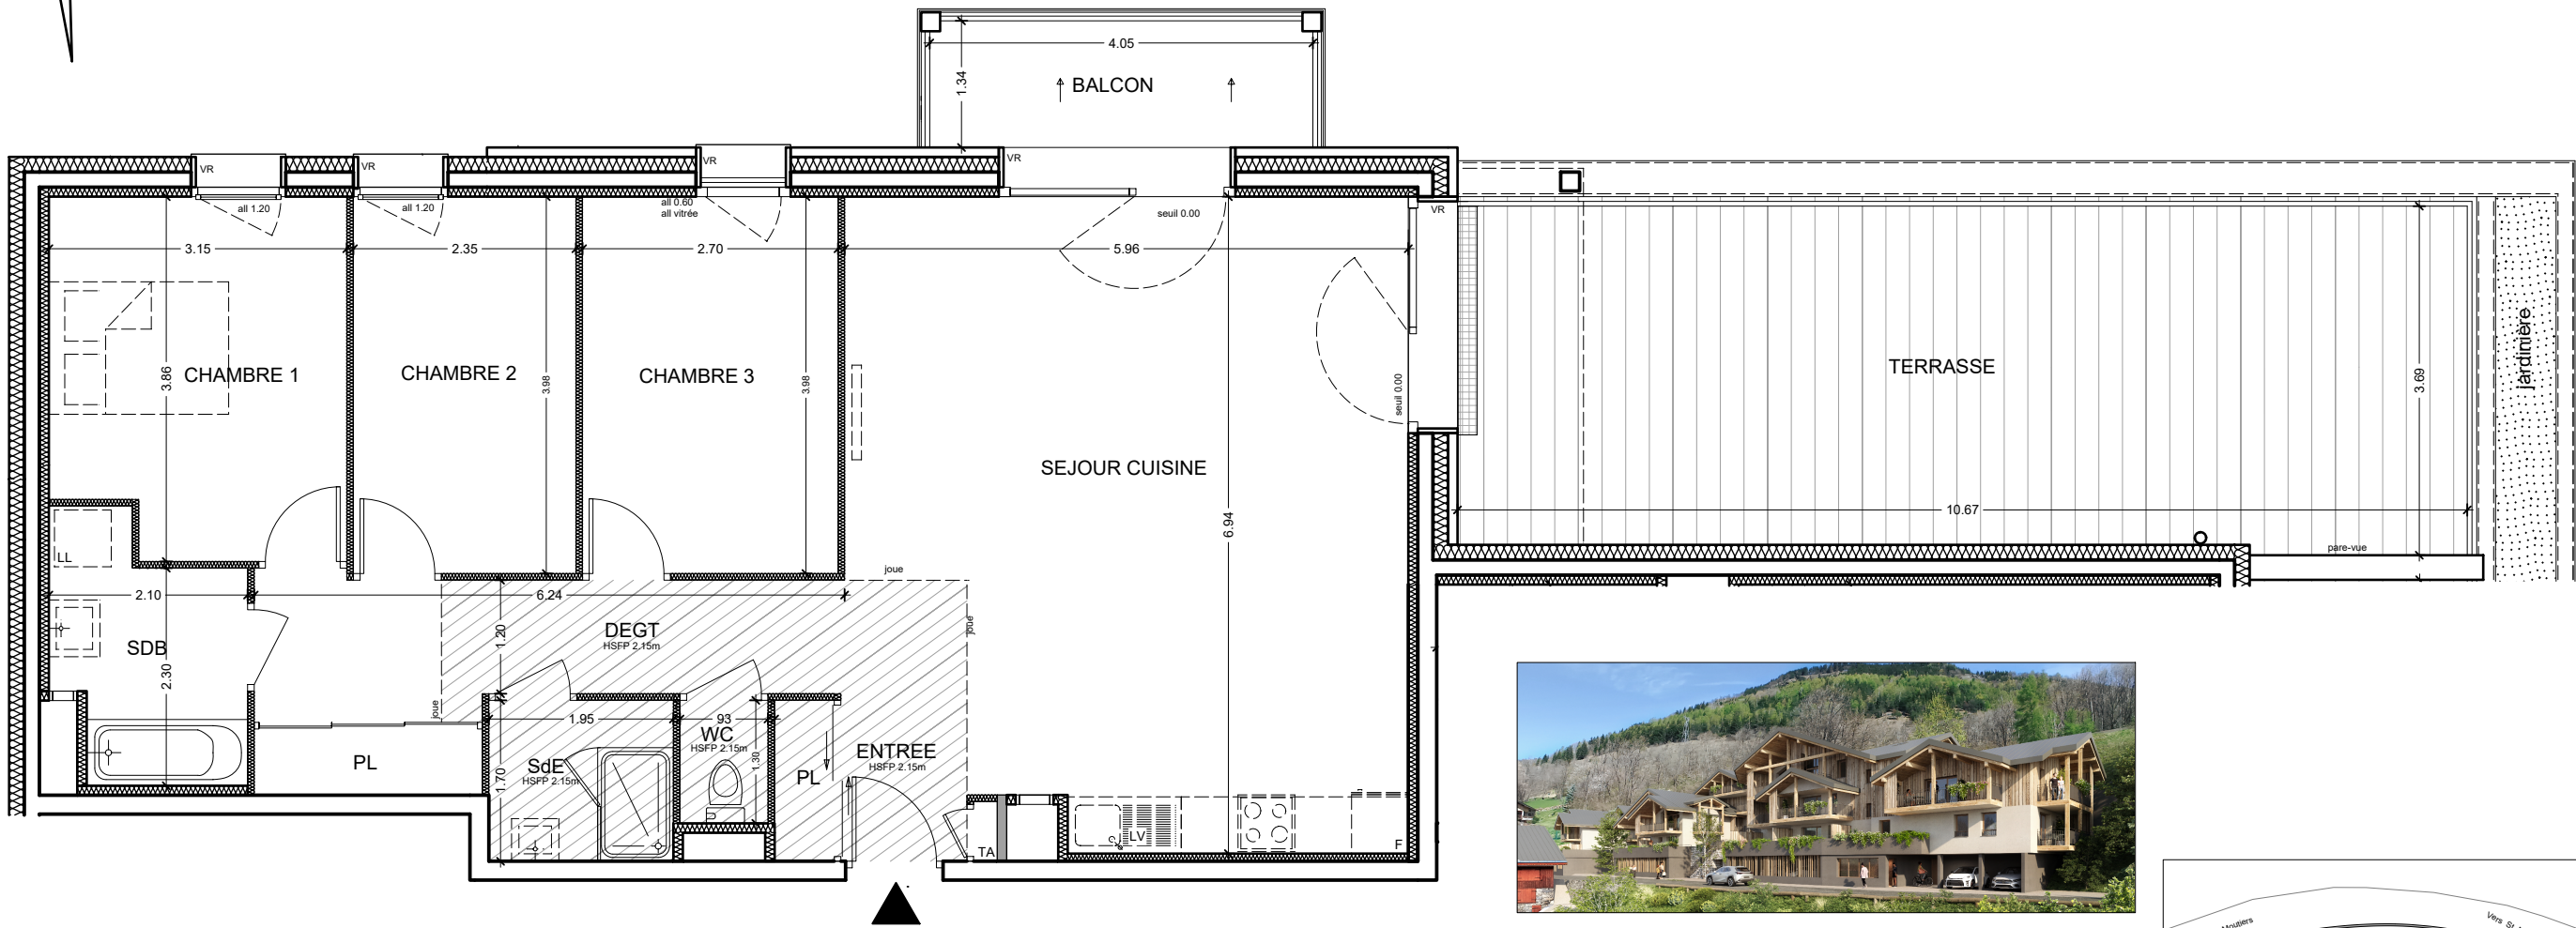 4.05
1.34
BALCON
VR
VR
VR
VR
all 1.20
all 1.20
all 0.60
all vitrée
seuil 0.00
VR
3.15
2.35
2.70
5.96
CHAMBRE 1
3.86
CHAMBRE 2
3.98
CHAMBRE 3
3.98
seuil 0.00
TERRASSE
3.69
jardinière
SEJOUR CUISINE
6.94
10.67
pare-vue
LL
joue
2.10
6.24
SDB
2.30
1.20
DEGT
HSFP 2.15m
joue
joue
1.95
93
WC
HSFP 2.15m
1.30
ENTREE
HSFP 2.15m
PL
SdE
HSFP 2.15m
1.70
PL
LV
TA
F
Moutiers
Vers St